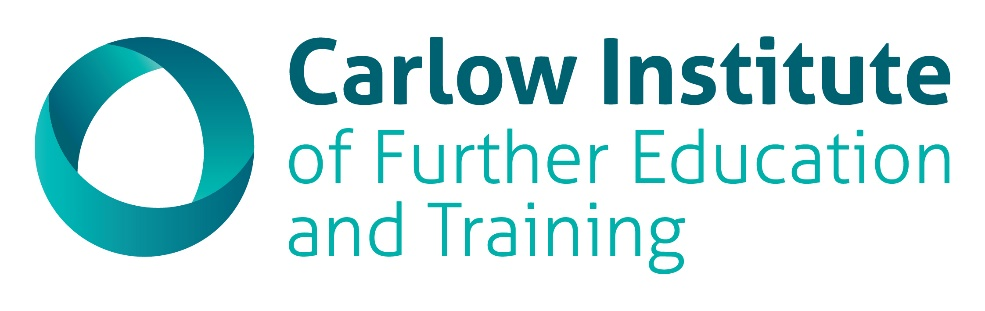 Carlow Institute
of Further Education
and Training